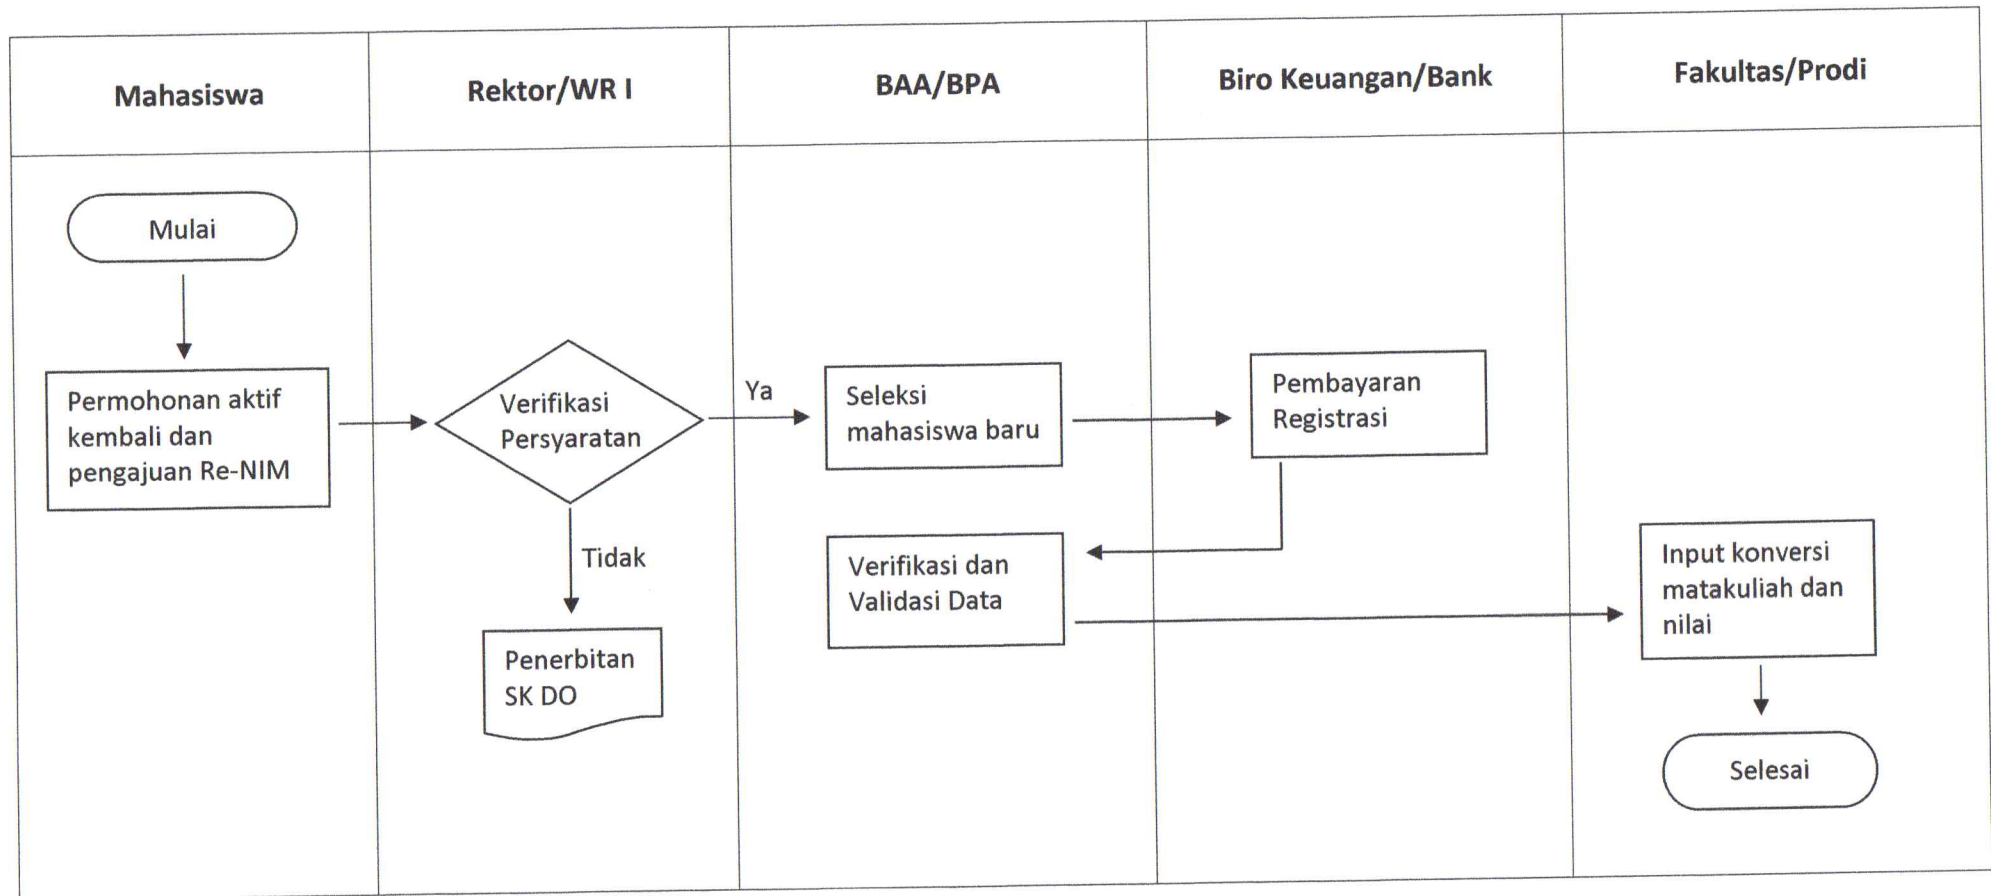 Mahasiswa
Rektor/WR I
BAA/BPA
Biro Keuangan/Bank
Fakultas/Prodi
Mulai
Permohonan aktif
kembali dan
pengajuan Re-NIM
Verifikasi
Persyaratan
Ya
Seleksi
mahasiswa baru
Pembayaran
Registrasi
Tidak
Penerbitan
SK DO
Verifikasi dan
Validasi Data
Input konversi
matakuliah dan
nilai
Selesai